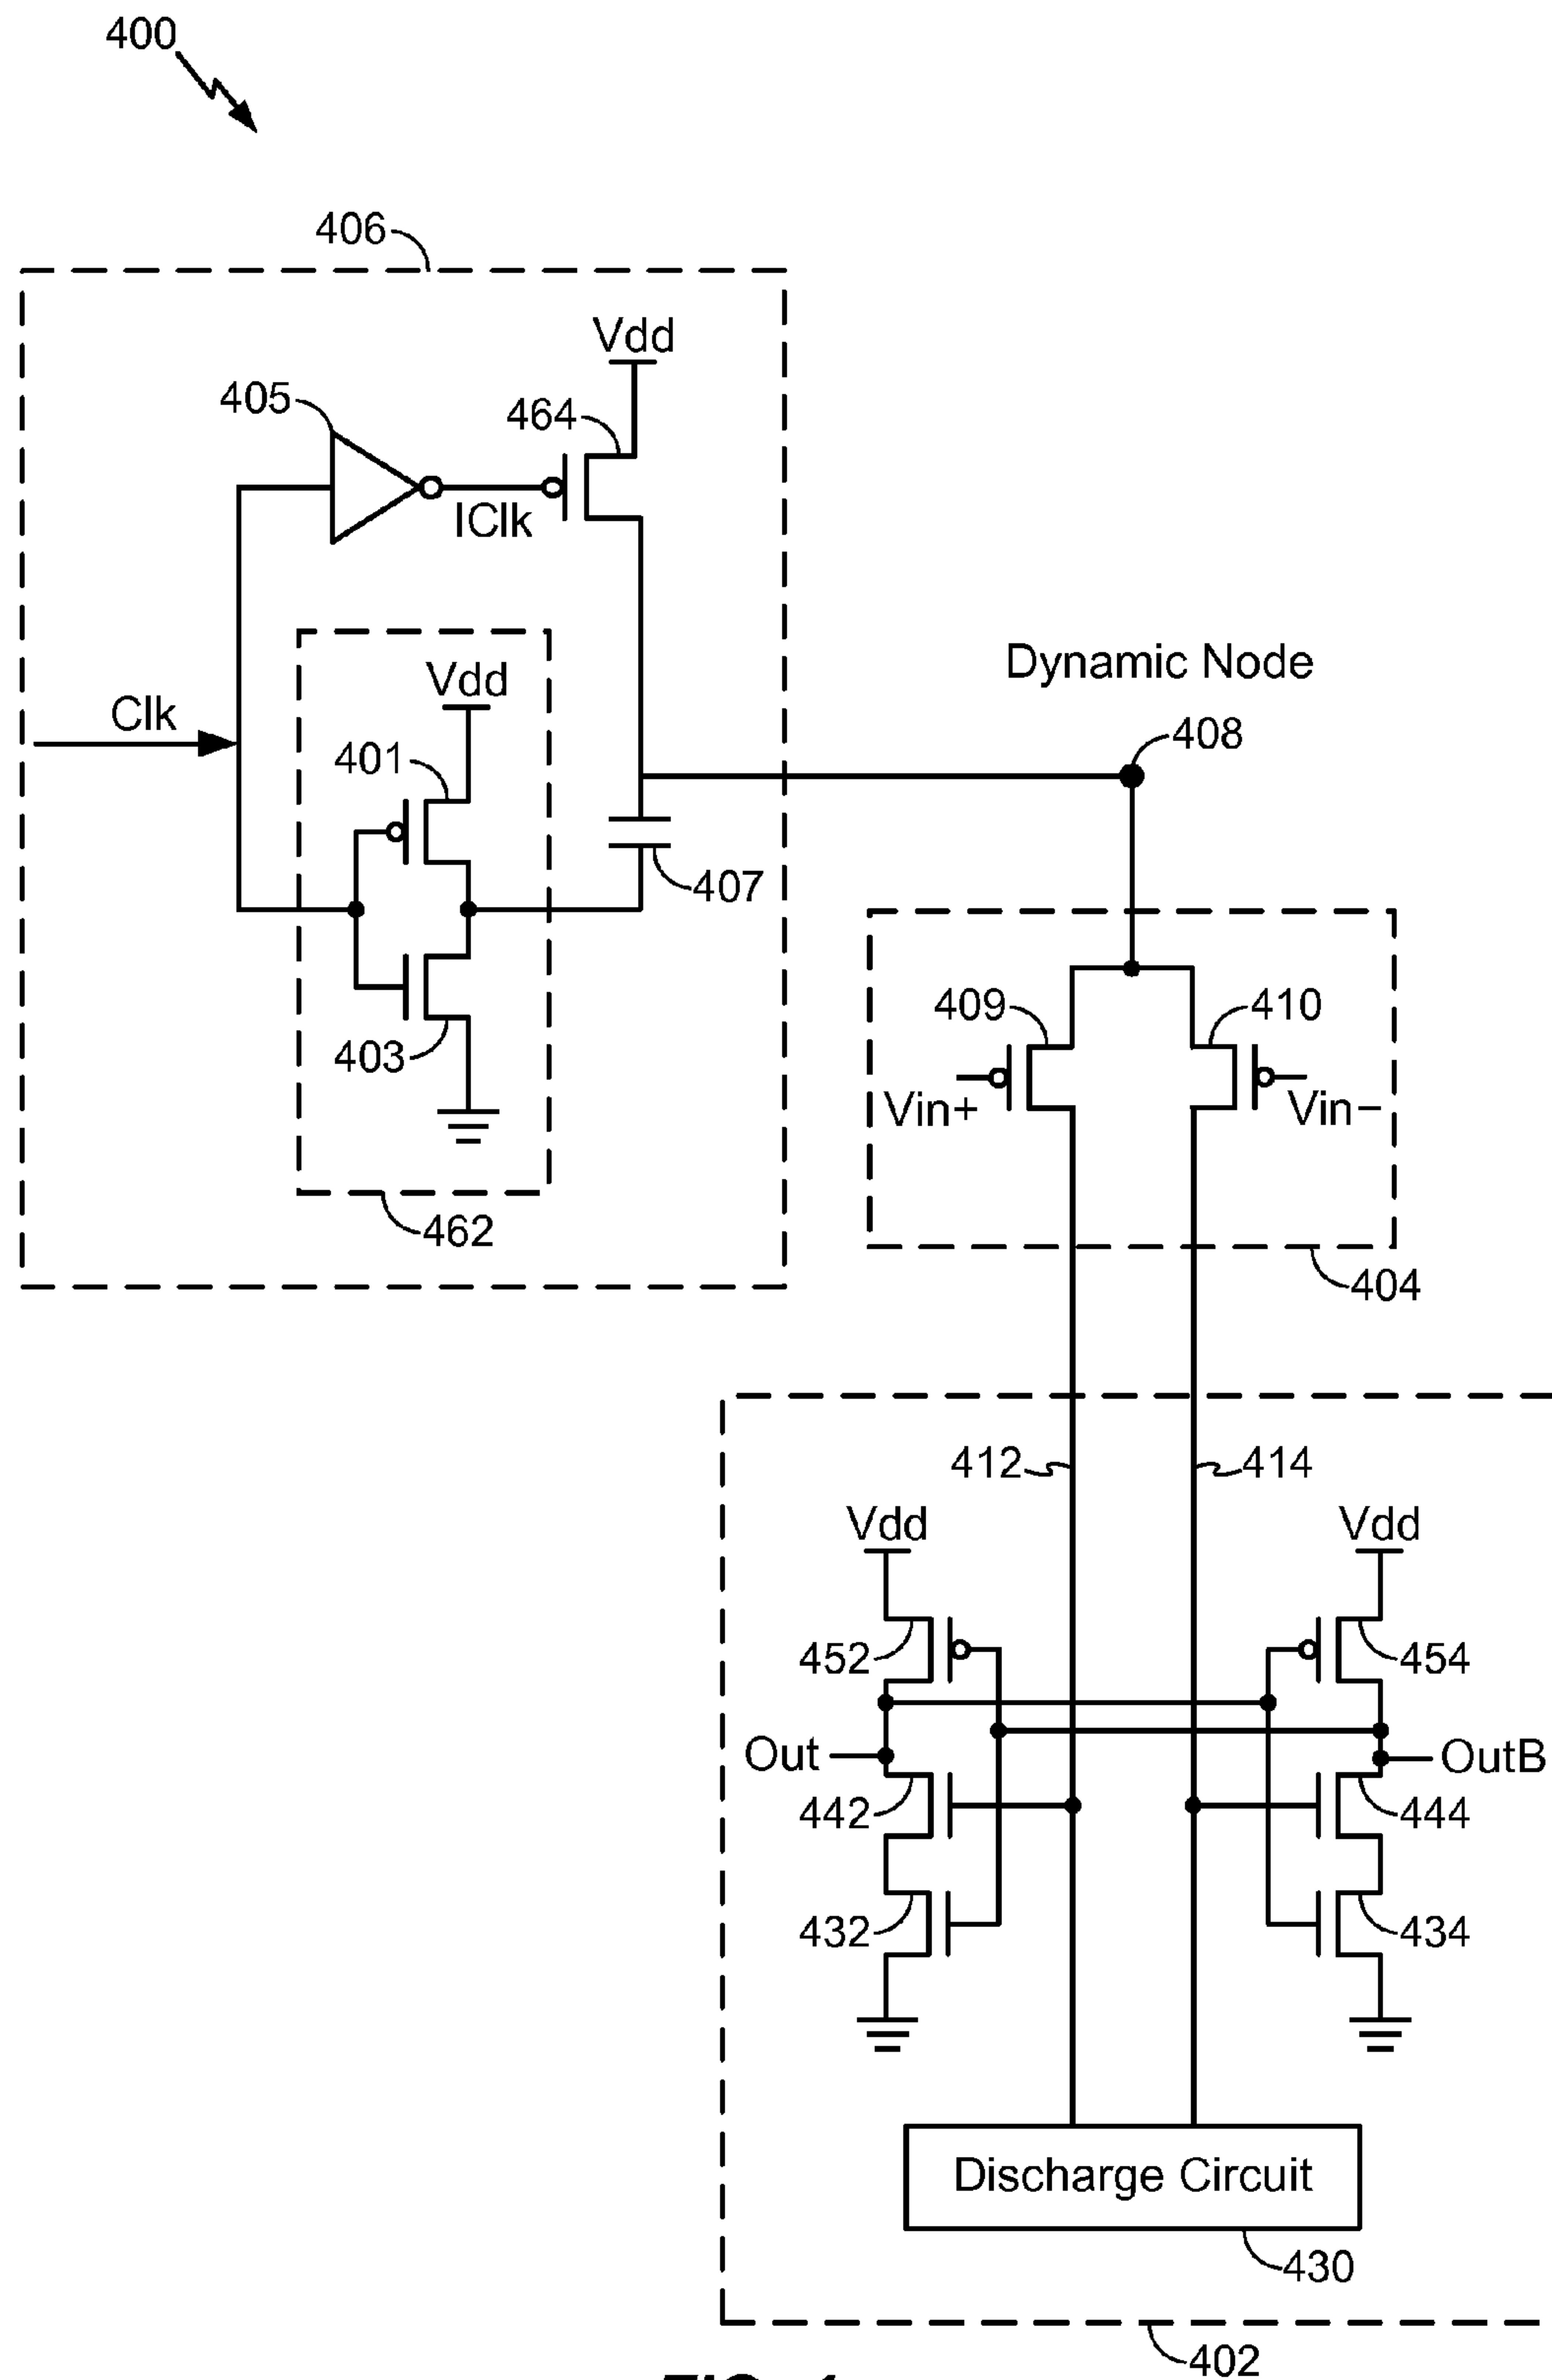 400
406
Vdd
405
464
IClk
Vdd
Dynamic Node
Clk
401
408
407
409
410
403
Vin+
Vin−
462
404
412
414
Vdd
Vdd
452
454
Out
OutB
442
444
432
434
Discharge Circuit
430
402